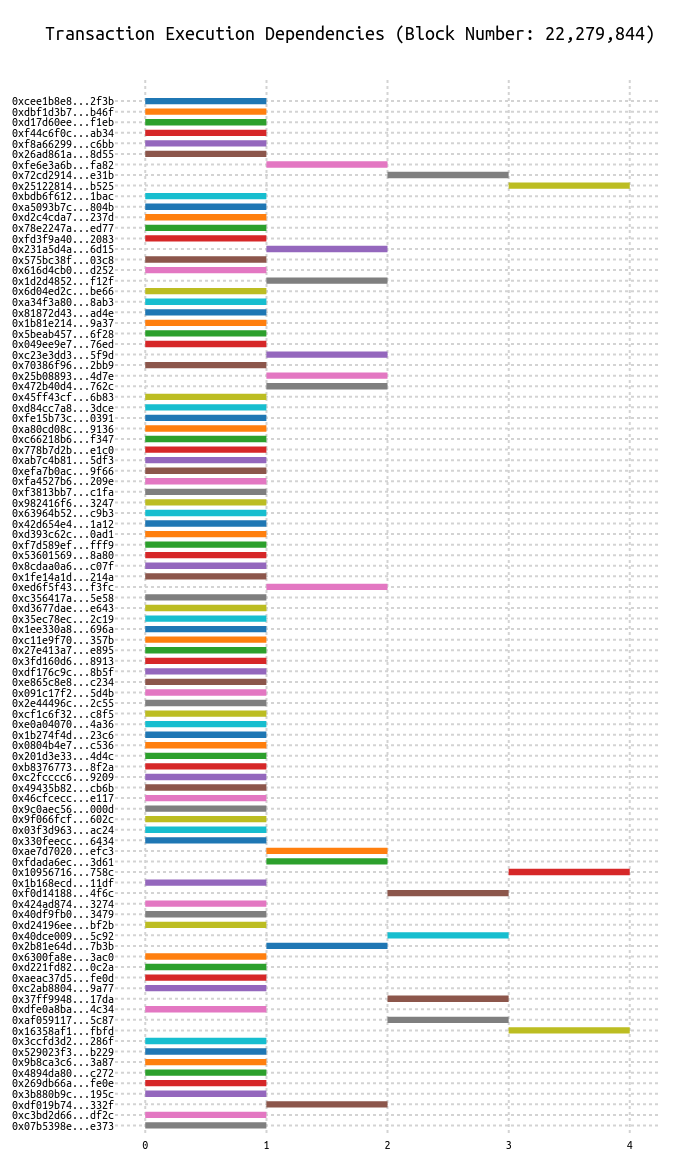 Transaction Execution Dependencies (Block Number: 22,279,844)
0xcee1b8e8...2f3b
0xdbf1d3b7...b46f
0xd17d60ee...f1eb
0xf44c6f0c...ab34
0xf8a66299...c6bb
0x26ad861a...8d55
0xfe6e3a6b...fa82
0x72cd2914...e31b
0x25122814...b525
0xbdb6f612...1bac
0xa5093b7c...804b
0xd2c4cda7...237d
0x78e2247a...ed77
0xfd3f9a40...2083
0x231a5d4a...6d15
0x575bc38f...03c8
0x616d4cb0...d252
0x1d2d4852...f12f
0x6d04ed2c...be66
0xa34f3a80...8ab3
0x81872d43...ad4e
0x1b81e214...9a37
0x5beab457...6f28
0x049ee9e7...76ed
0xc23e3dd3...5f9d
0x70386f96...2bb9
0x25b08893...4d7e
0x472b40d4...762c
0x45ff43cf...6b83
0xd84cc7a8...3dce
0xfe15b73c...0391
0xa80cd08c...9136
0xc66218b6...f347
0x778b7d2b...e1c0
0xab7c4b81...5df3
0xefa7b0ac...9f66
0xfa4527b6...209e
0xf3813bb7...c1fa
0x982416f6...3247
0x63964b52...c9b3
0x42d654e4...1a12
0xd393c62c...0ad1
0xf7d589ef...fff9
0x53601569...8a80
0x8cdaa0a6...c07f
0x1fe14a1d...214a
0xed6f5f43...f3fc
0xc356417a...5e58
0xd3677dae...e643
0x35ec78ec...2c19
0x1ee330a8...696a
0xc11e9f70...357b
0x27e413a7...e895
0x3fd160d6...8913
0xdf176c9c...8b5f
0xe865c8e8...c234
0x091c17f2...5d4b
0x2e44496c...2c55
0xcf1c6f32...c8f5
0xe0a04070...4a36
0x1b274f4d...23c6
0x0804b4e7...c536
0x201d3e33...4d4c
0xb8376773...8f2a
0xc2fcccc6...9209
0x49435b82...cb6b
0x46cfcecc...e117
0x9c0aec56...000d
0x9f066fcf...602c
0x03f3d963...ac24
0x330feecc...6434
0xae7d7020...efc3
0xfdada6ec...3d61
0x10956716...758c
0x1b168ecd...11df
0xf0d14188...4f6c
0x424ad874...3274
0x40df9fb0...3479
0xd24196ee...bf2b
0x40dce009...5c92
0x2b81e64d...7b3b
0x6300fa8e...3ac0
0xd221fd82...0c2a
0xaeac37d5...fe0d
0xc2ab8804...9a77
0x37ff9948...17da
0xdfe0a8ba...4c34
0xaf059117...5c87
0x16358af1...fbfd
0x3ccfd3d2...286f
0x529023f3...b229
0x9b8ca3c6...3a87
0x4894da80...c272
0x269db66a...fe0e
0x3b880b9c...195c
0xdf019b74...332f
0xc3bd2d66...df2c
0x07b5398e...e373
0 1 2 3 4